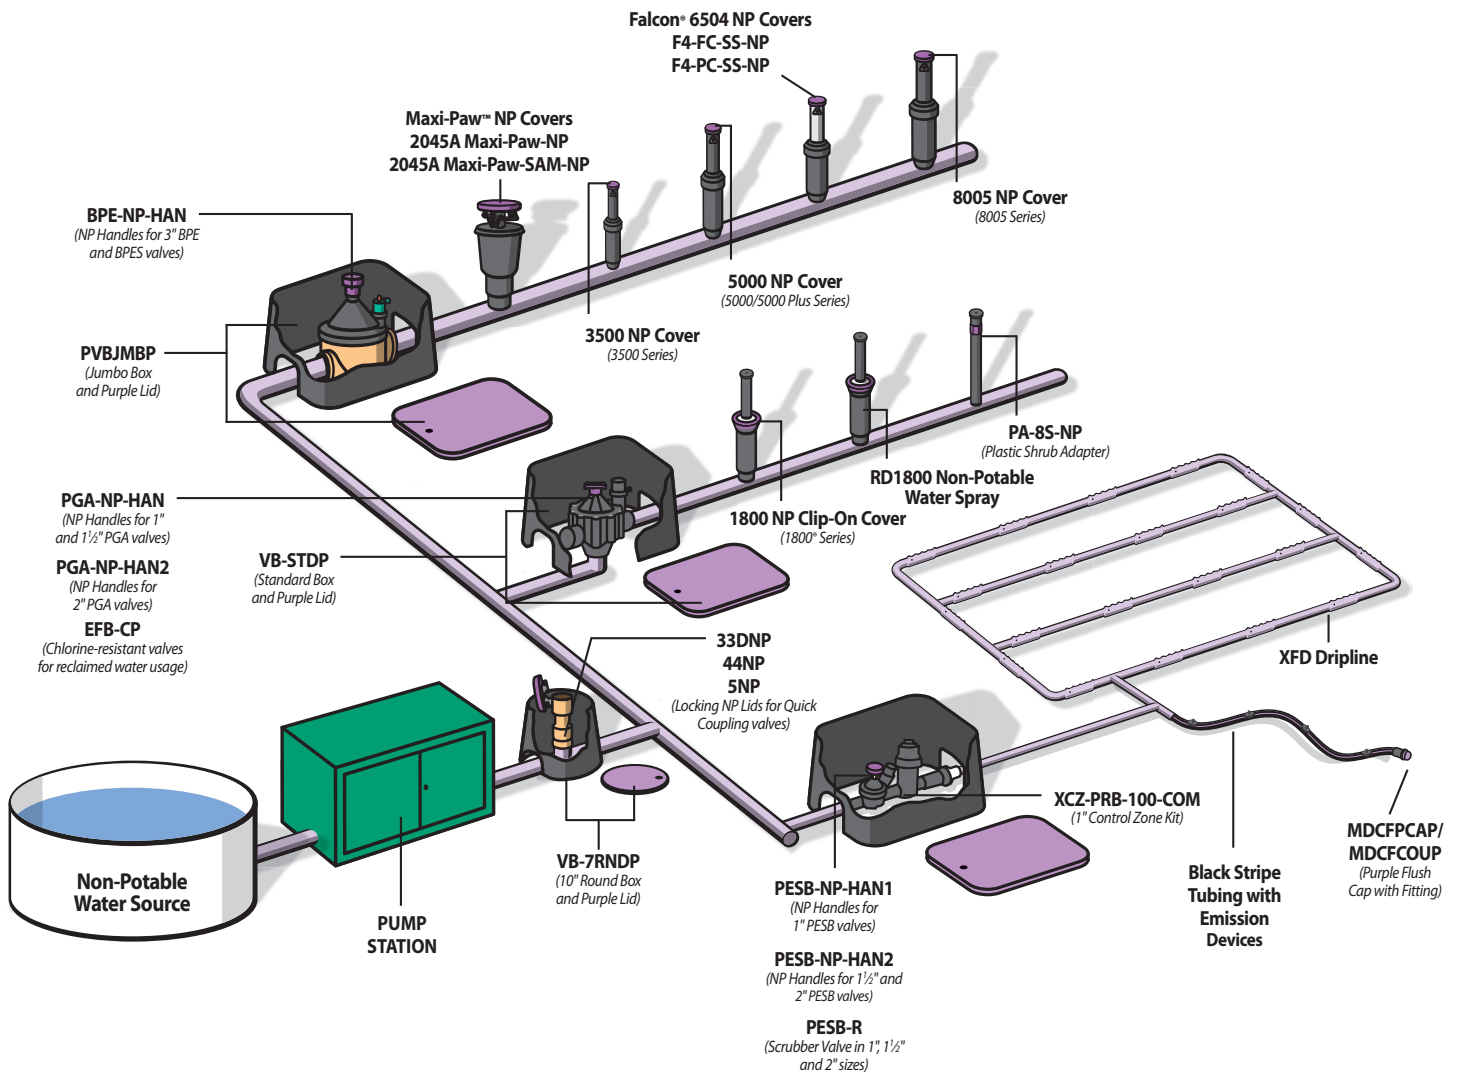 Falcon® 6504 NP Covers
F4-FC-SS-NP
F4-PC-SS-NP
Maxi-Paw™ NP Covers
2045A Maxi-Paw-NP
2045A Maxi-Paw-SAM-NP
8005 NP Cover
(8005 Series)
BPE-NP-HAN
(NP Handles for 3" BPE
and BPES valves)
5000 NP Cover
(5000/5000 Plus Series)
3500 NP Cover
(3500 Series)
PVBJMBP
(Jumbo Box
and Purple Lid)
PA-8S-NP
(Plastic Shrub Adapter)
RD1800 Non-Potable
Water Spray
1800 NP Clip-On Cover
(1800® Series)
PGA-NP-HAN
(NP Handles for 1"
and 1½" PGA valves)
PGA-NP-HAN2
(NP Handles for
2" PGA valves)
EFB-CP
(Chlorine-resistant valves
for reclaimed water usage)
VB-STDP
(Standard Box
and Purple Lid)
33DNP
44NP
5NP
(Locking NP Lids for Quick
Coupling valves)
XFD Dripline
XCZ-PRB-100-COM
(1" Control Zone Kit)
MDCFPCAP/
MDCFCOUP
(Purple Flush
Cap with Fitting)
Black Stripe
Tubing with
Emission
Devices
Non-Potable
Water Source
PUMP
STATION
VB-7RNDP
(10" Round Box
and Purple Lid)
PESB-NP-HAN1
(NP Handles for
1" PESB valves)
PESB-NP-HAN2
(NP Handles for 1½" and
2" PESB valves)
PESB-R
(Scrubber Valve in 1", 1½"
and 2" sizes)